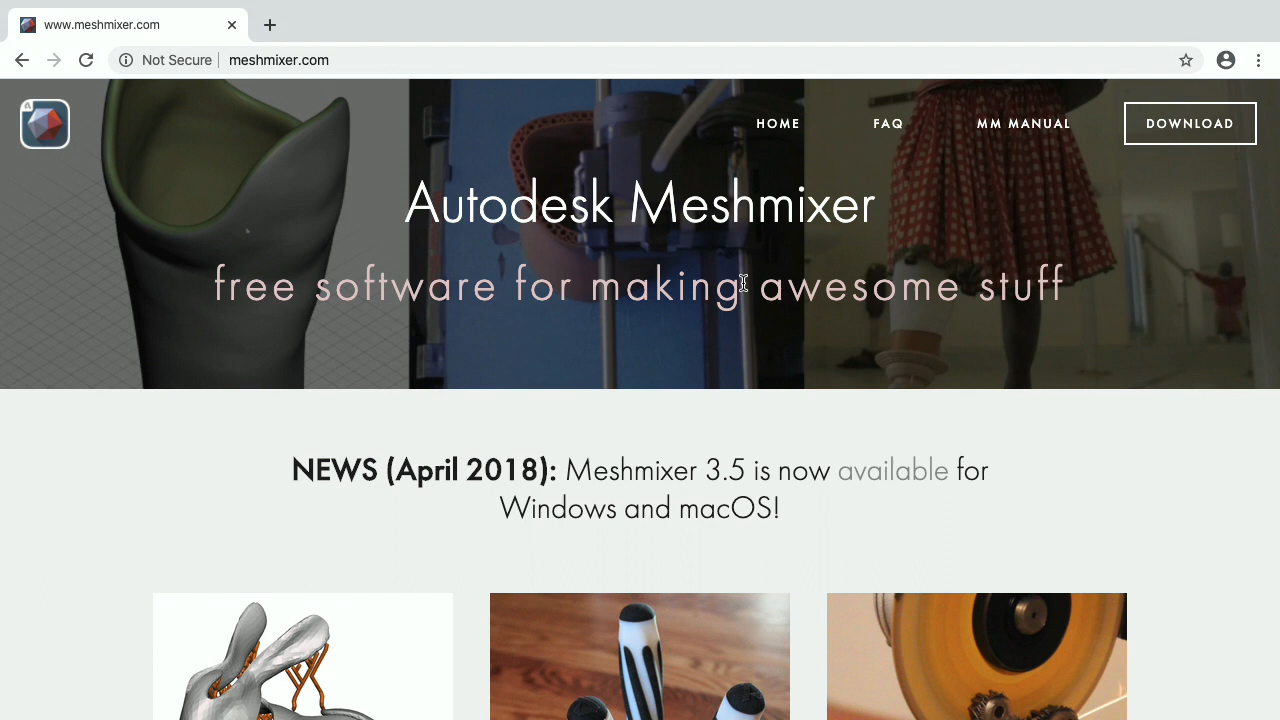 www.meshmixer.com
Not Secure
meshmixer.com
HOME
FAQ
MM MANUAL
DOWNLOAD
Autodesk Meshmixer
free software for making awesome stuff
NEWS (April 2018): Meshmixer 3.5 is now available for
Windows and macOS!